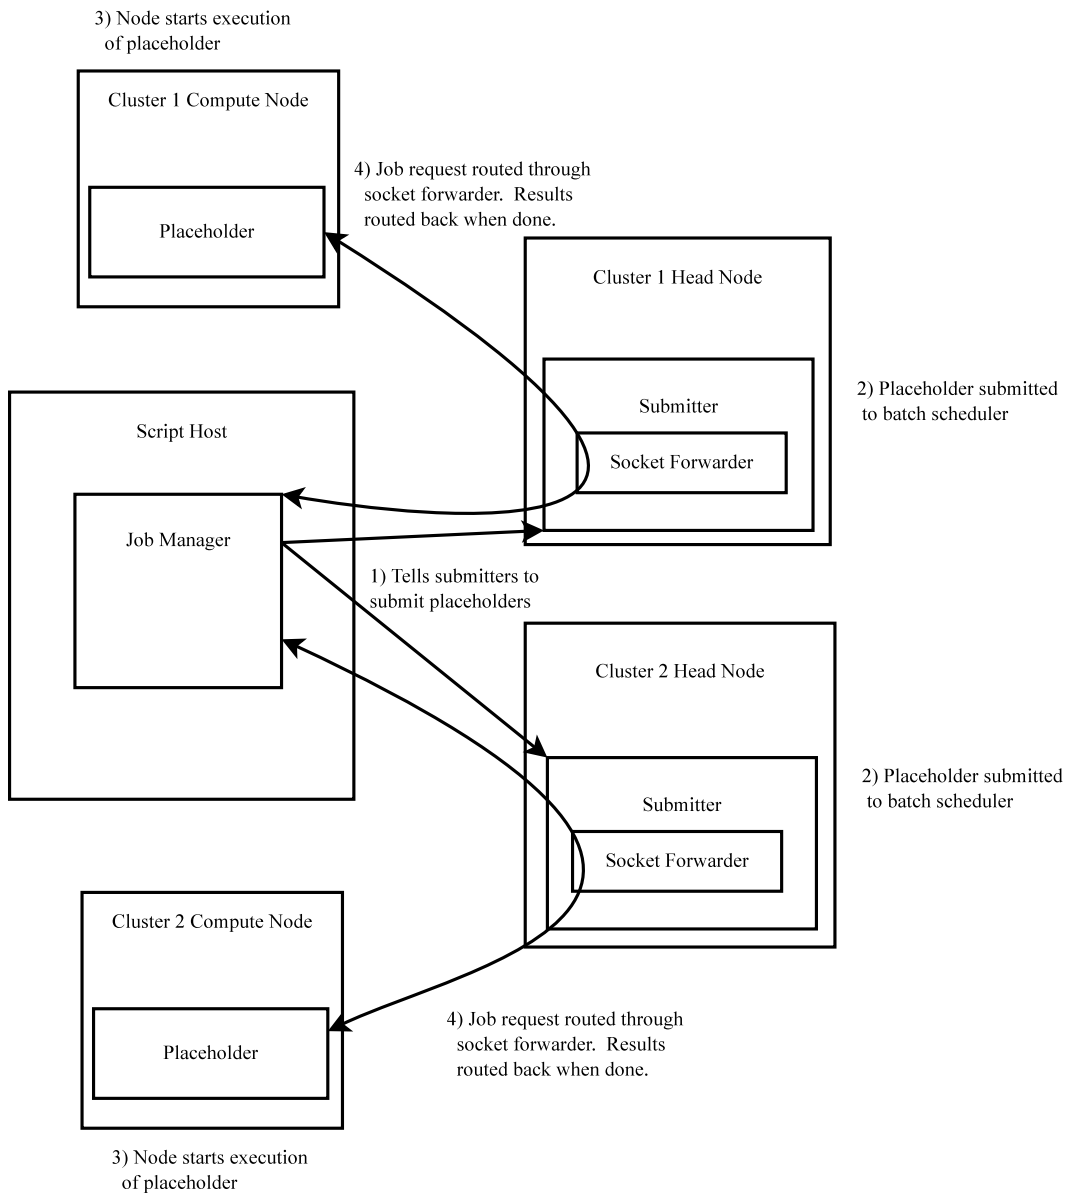 3) Node starts execution
of placeholder
Cluster 1 Compute Node
Placeholder
4) Job request routed through
socket forwarder.  Results
routed back when done.
Cluster 1 Head Node
Submitter
Socket Forwarder
2) Placeholder submitted
to batch scheduler
Script Host
Job Manager
1) Tells submitters to
submit placeholders
Cluster 2 Head Node
Submitter
Socket Forwarder
2) Placeholder submitted
to batch scheduler
Cluster 2 Compute Node
Placeholder
4) Job request routed through
socket forwarder.  Results
routed back when done.
3) Node starts execution
of placeholder